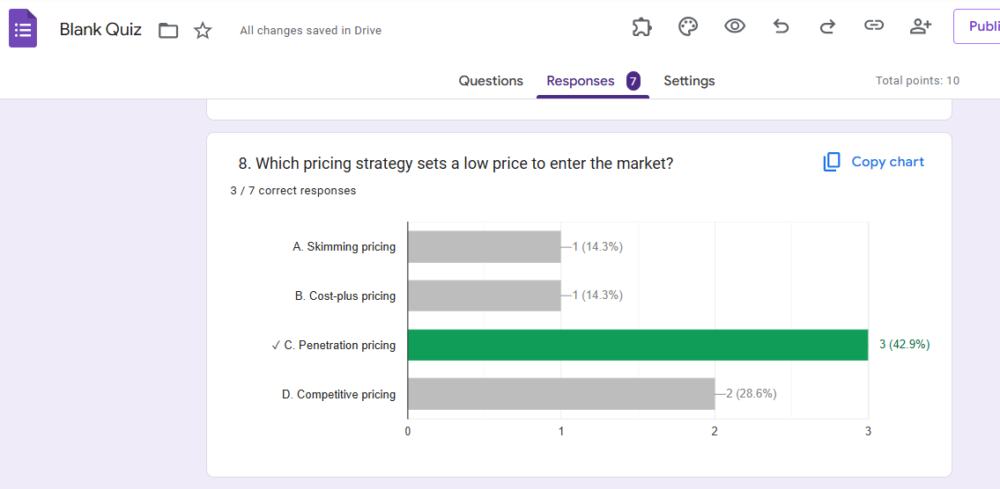 Blank Quiz
All changes saved in Drive
Publi
Questions
Responses 7
Settings
Total points: 10
8. Which pricing strategy sets a low price to enter the market?
Copy chart
3 / 7 correct responses
A. Skimming pricing
1 (14.3%)
B. Cost-plus pricing
1 (14.3%)
✓ C. Penetration pricing
3 (42.9%)
D. Competitive pricing
2 (28.6%)
0 1 2 3